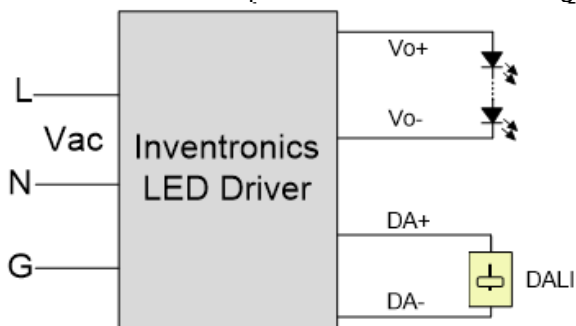 L
Vac
N
G
Inventronics
LED Driver
Vo+
Vo-
DA+
DA-
DALI